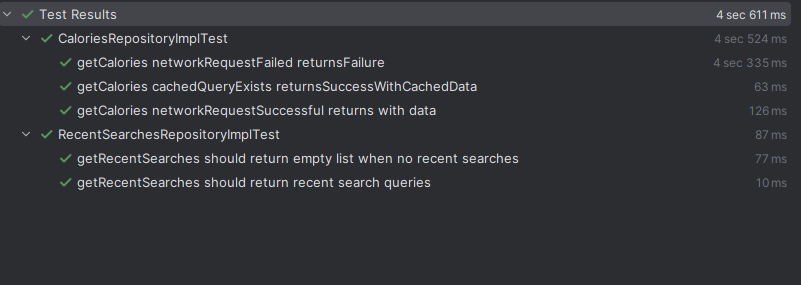 Test Results 4 sec 611 ms
CaloriesRepositoryImplTest 4 sec 524 ms
getCalories networkRequestFailed returnsFailure 4 sec 335 ms
getCalories cachedQueryExists returnsSuccessWithCachedData 63 ms
getCalories networkRequestSuccessful returns with data 126 ms
RecentSearchesRepositoryImplTest 87 ms
getRecentSearches should return empty list when no recent searches 77 ms
getRecentSearches should return recent search queries 10 ms